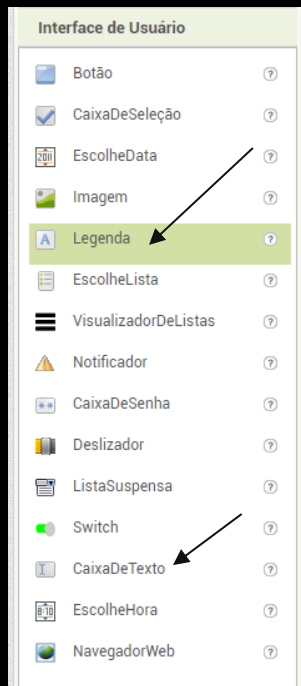 Interface de Usuário
Botão
CaixaDeSeleção
EscolheData
Imagem
Legenda
EscolheLista
VisualizadorDeListas
Notificador
CaixaDeSenha
Deslizador
ListaSuspensa
Switch
CaixaDeTexto
EscolheHora
NavegadorWeb